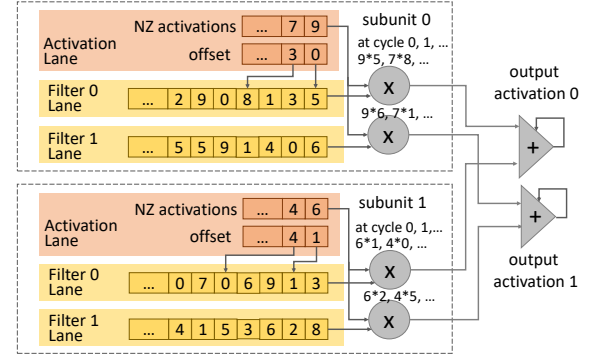 NZ activations ... 7 9
Activation Lane
offset ... 3 0
Filter 0 Lane
... 2 9 0 8 1 3 5
Filter 1 Lane
... 5 5 9 1 4 0 6
subunit 0
at cycle 0, 1, ...
9*5, 7*8, ...
X
9*6, 7*1, ...
X
output
activation 0
+
NZ activations ... 4 6
Activation Lane
offset ... 4 1
Filter 0 Lane
... 0 7 0 6 9 1 3
Filter 1 Lane
... 4 1 5 3 6 2 8
subunit 1
at cycle 0, 1,...
6*1, 4*0, ...
X
6*2, 4*5, ...
X
+
output
activation 1